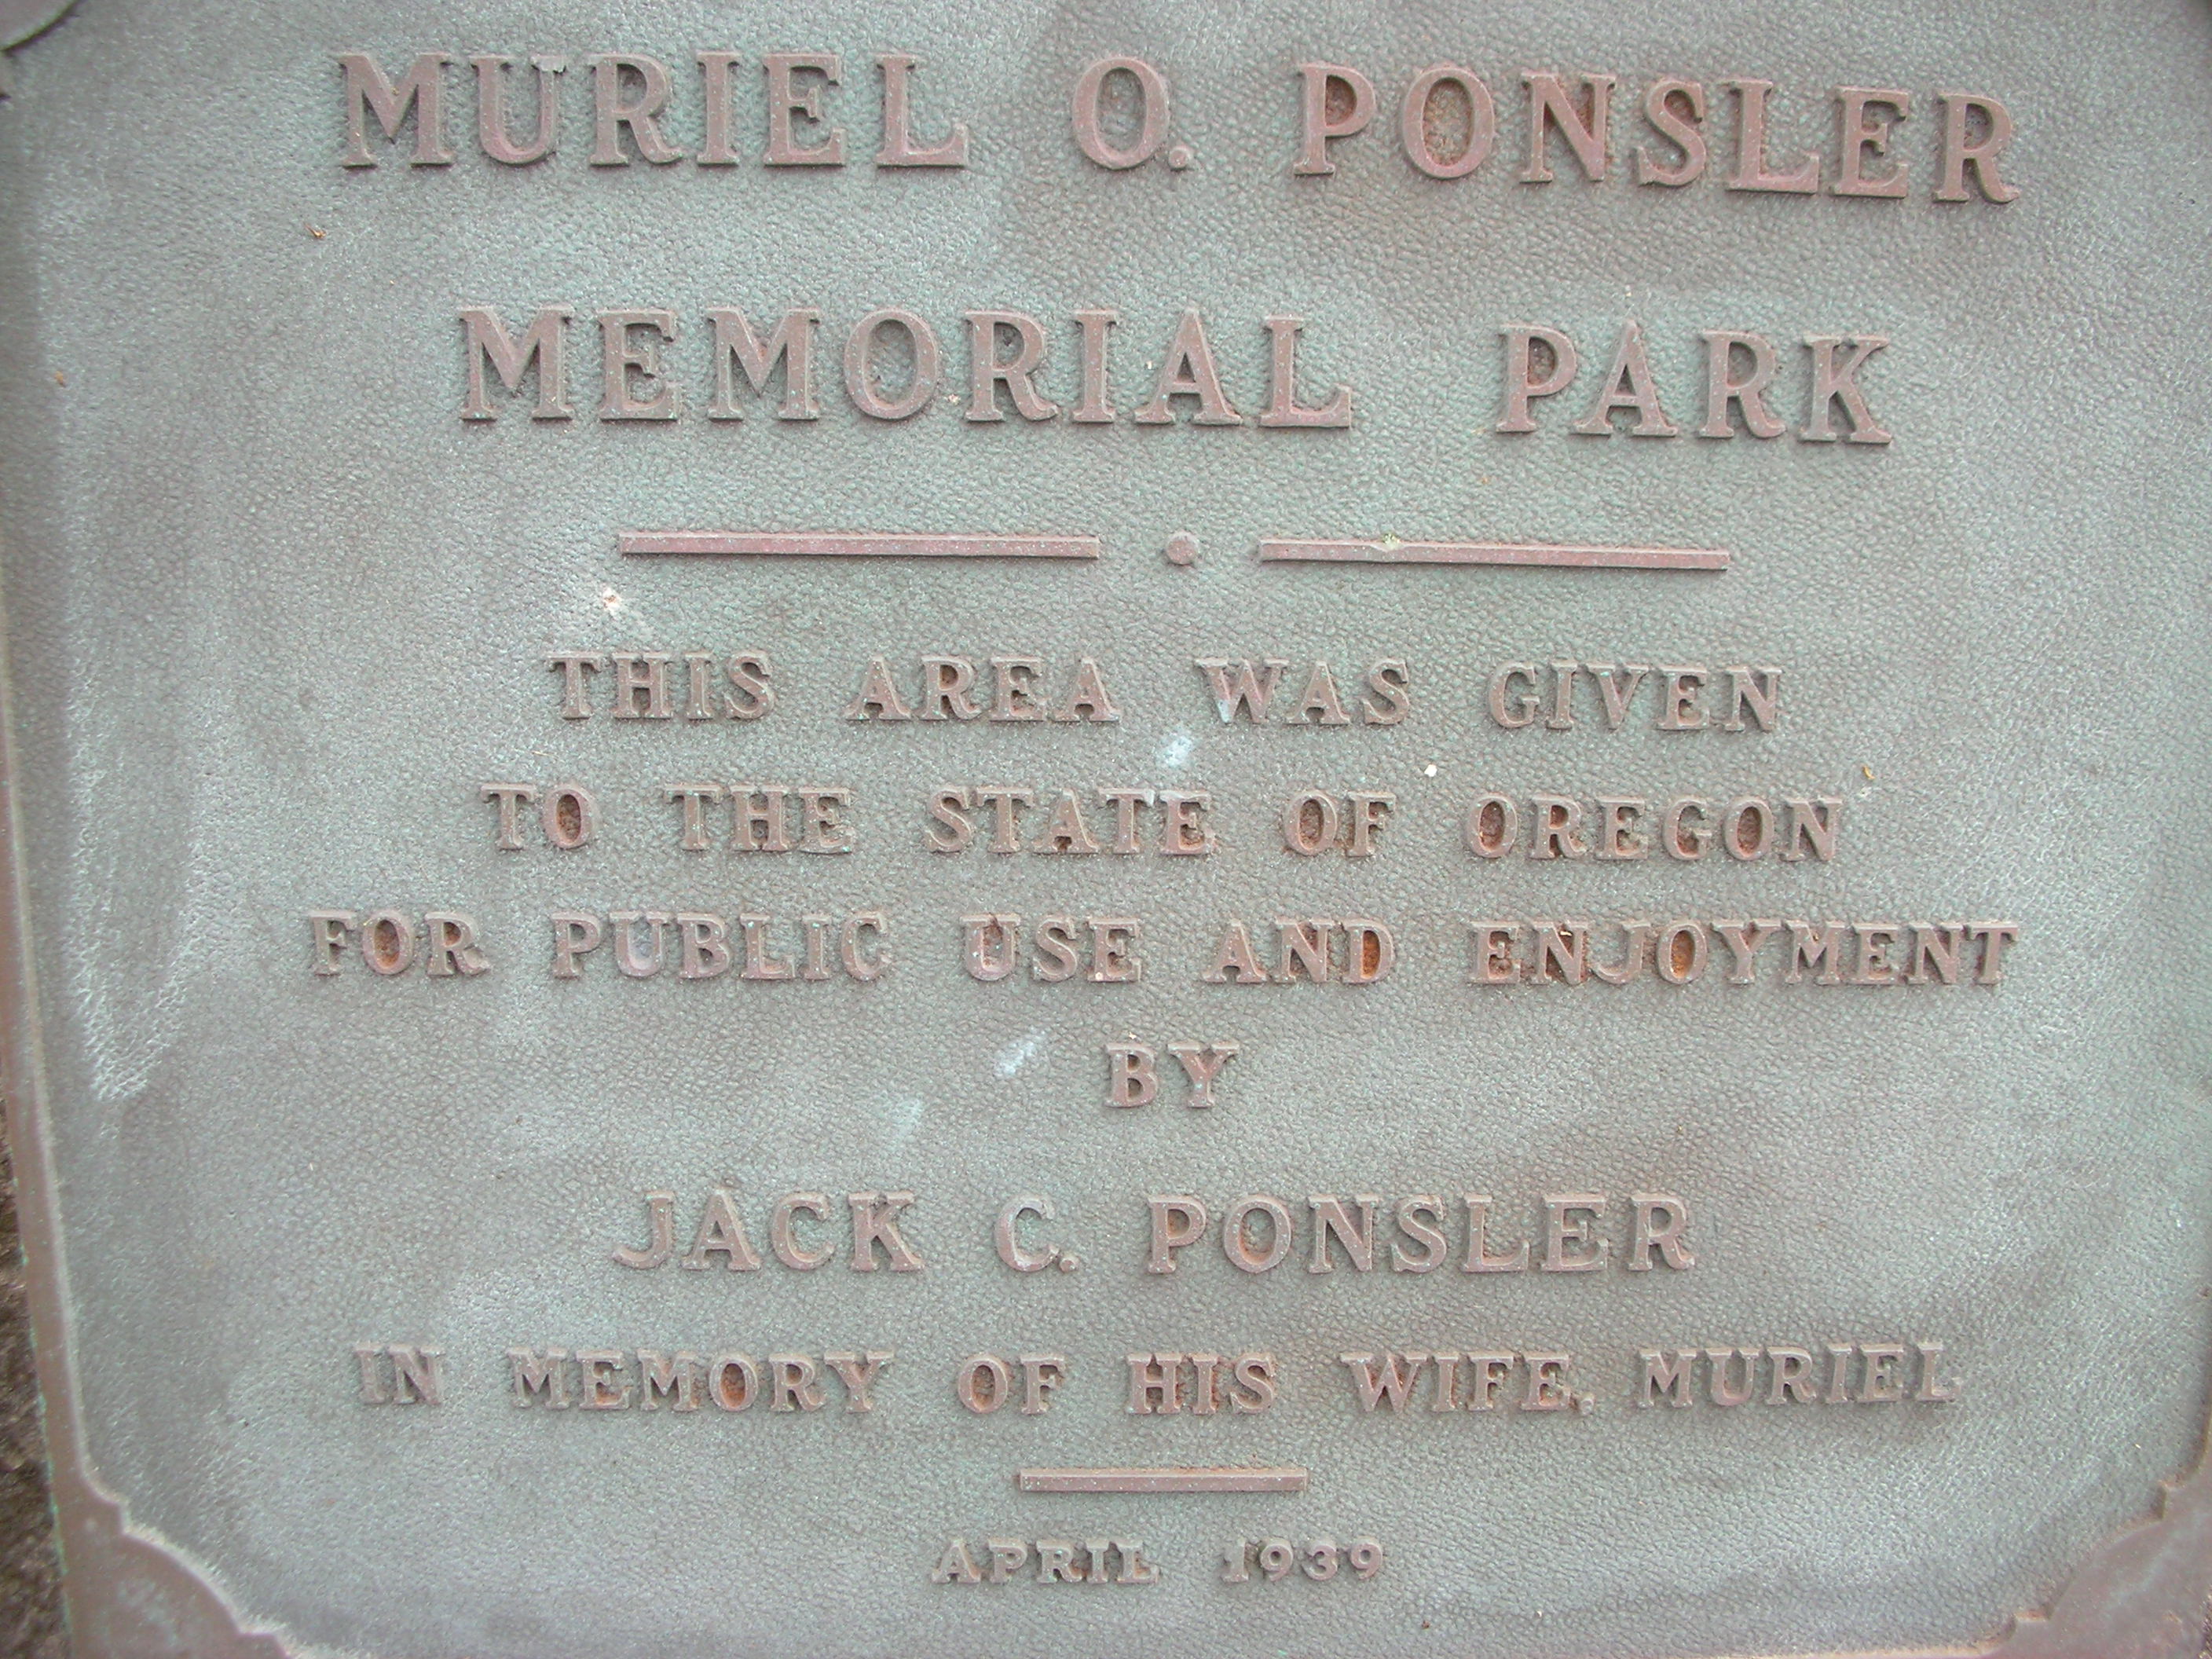 MURIEL O. PONSLER
MEMORIAL PARK
THIS AREA WAS GIVEN
TO THE STATE OF OREGON
FOR PUBLIC USE AND ENJOYMENT
BY
JACK C. PONSLER
IN MEMORY OF HIS WIFE, MURIEL
APRIL 1939